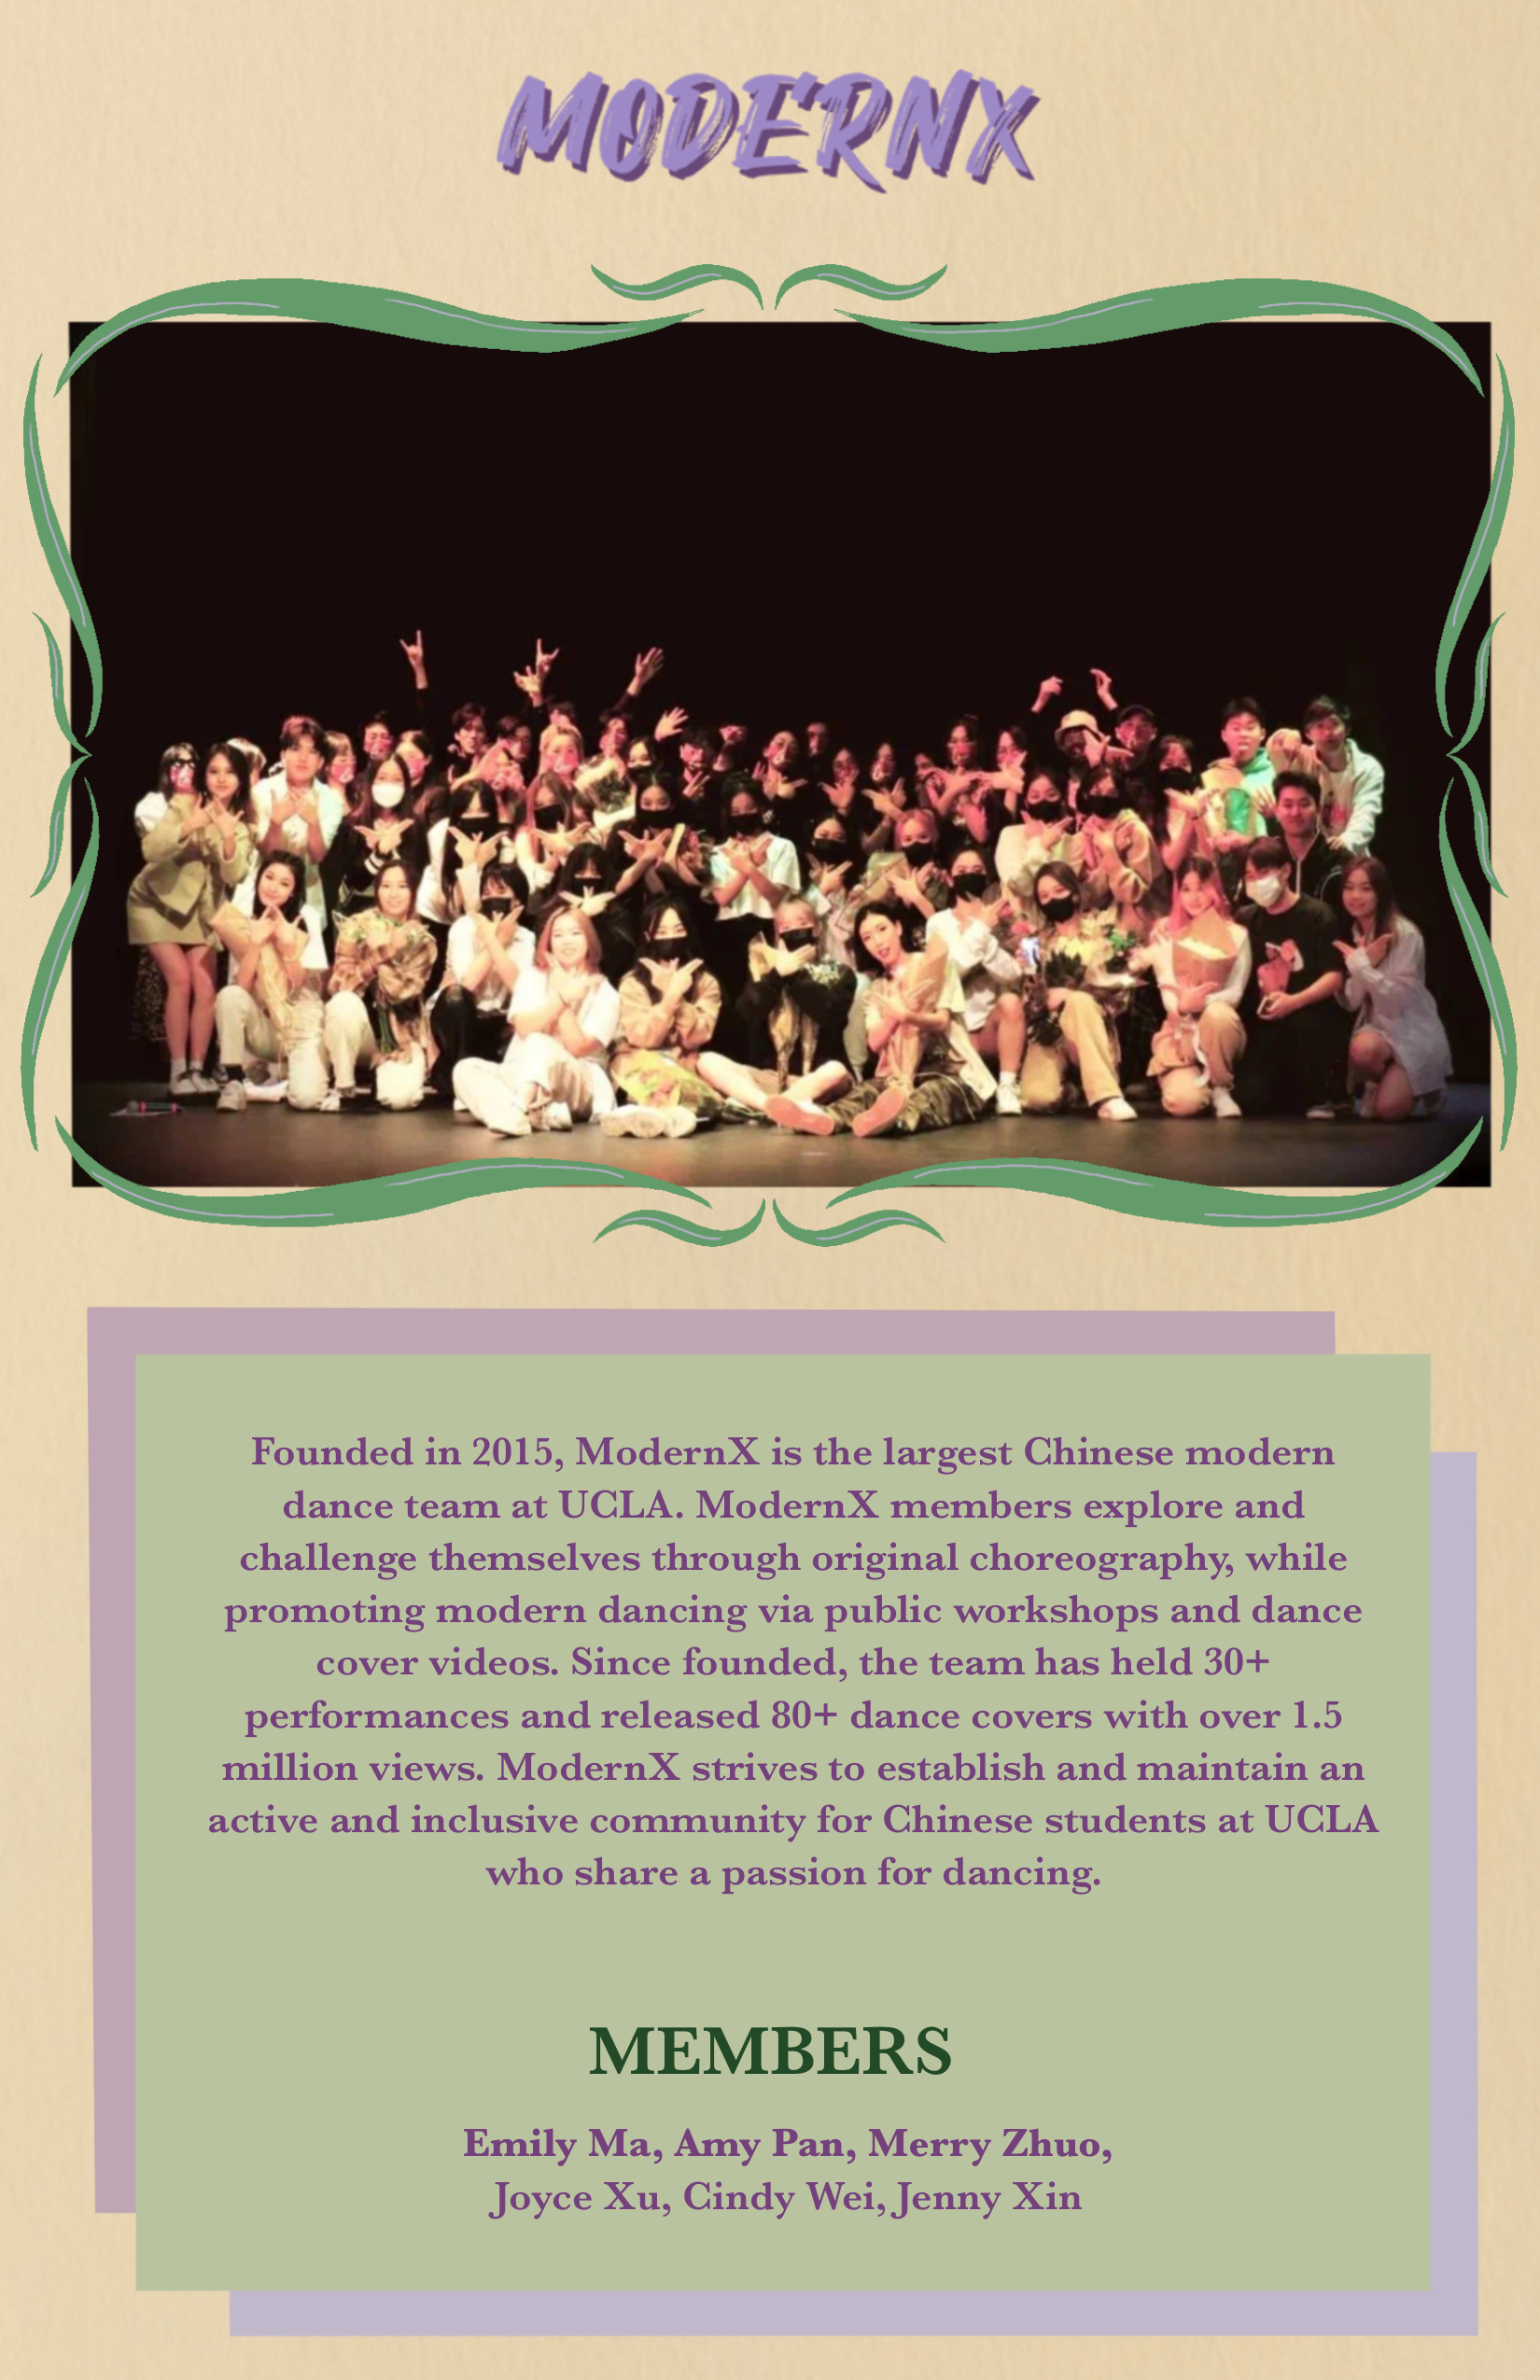 MODERNX
Founded in 2015, ModernX is the largest Chinese modern
dance team at UCLA. ModernX members explore and
challenge themselves through original choreography, while
promoting modern dancing via public workshops and dance
cover videos. Since founded, the team has held 30+
performances and released 80+ dance covers with over 1.5
million views. ModernX strives to establish and maintain an
active and inclusive community for Chinese students at UCLA
who share a passion for dancing.
MEMBERS
Emily Ma, Amy Pan, Merry Zhuo,
Joyce Xu, Cindy Wei, Jenny Xin